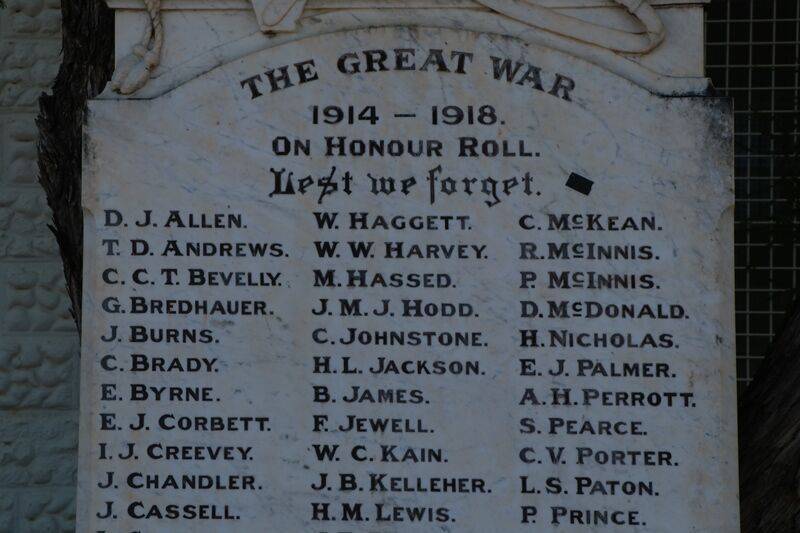 THE GREAT WAR
1914 – 1918.
ON HONOUR ROLL.
Lest we forget.
D. J. ALLEN.
T. D. ANDREWS.
C. C. T. BEVELLY.
G. BREDHAUER.
J. BURNS.
C. BRADY.
E. BYRNE.
E. J. CORBETT.
I. J. CREEVEY.
J. CHANDLER.
J. CASSELL.
W. HAGGETT.
W. W. HARVEY.
M. HASSED.
J. M. J. HODD.
C. JOHNSTONE.
H. L. JACKSON.
B. JAMES.
F. JEWELL.
W. C. KAIN.
J. B. KELLEHER.
H. M. LEWIS.
C. McKEAN.
R. McINNIS.
P. McINNIS.
D. McDONALD.
H. NICHOLAS.
E. J. PALMER.
A. H. PERROTT.
S. PEARCE.
C. V. PORTER.
L. S. PATON.
P. PRINCE.